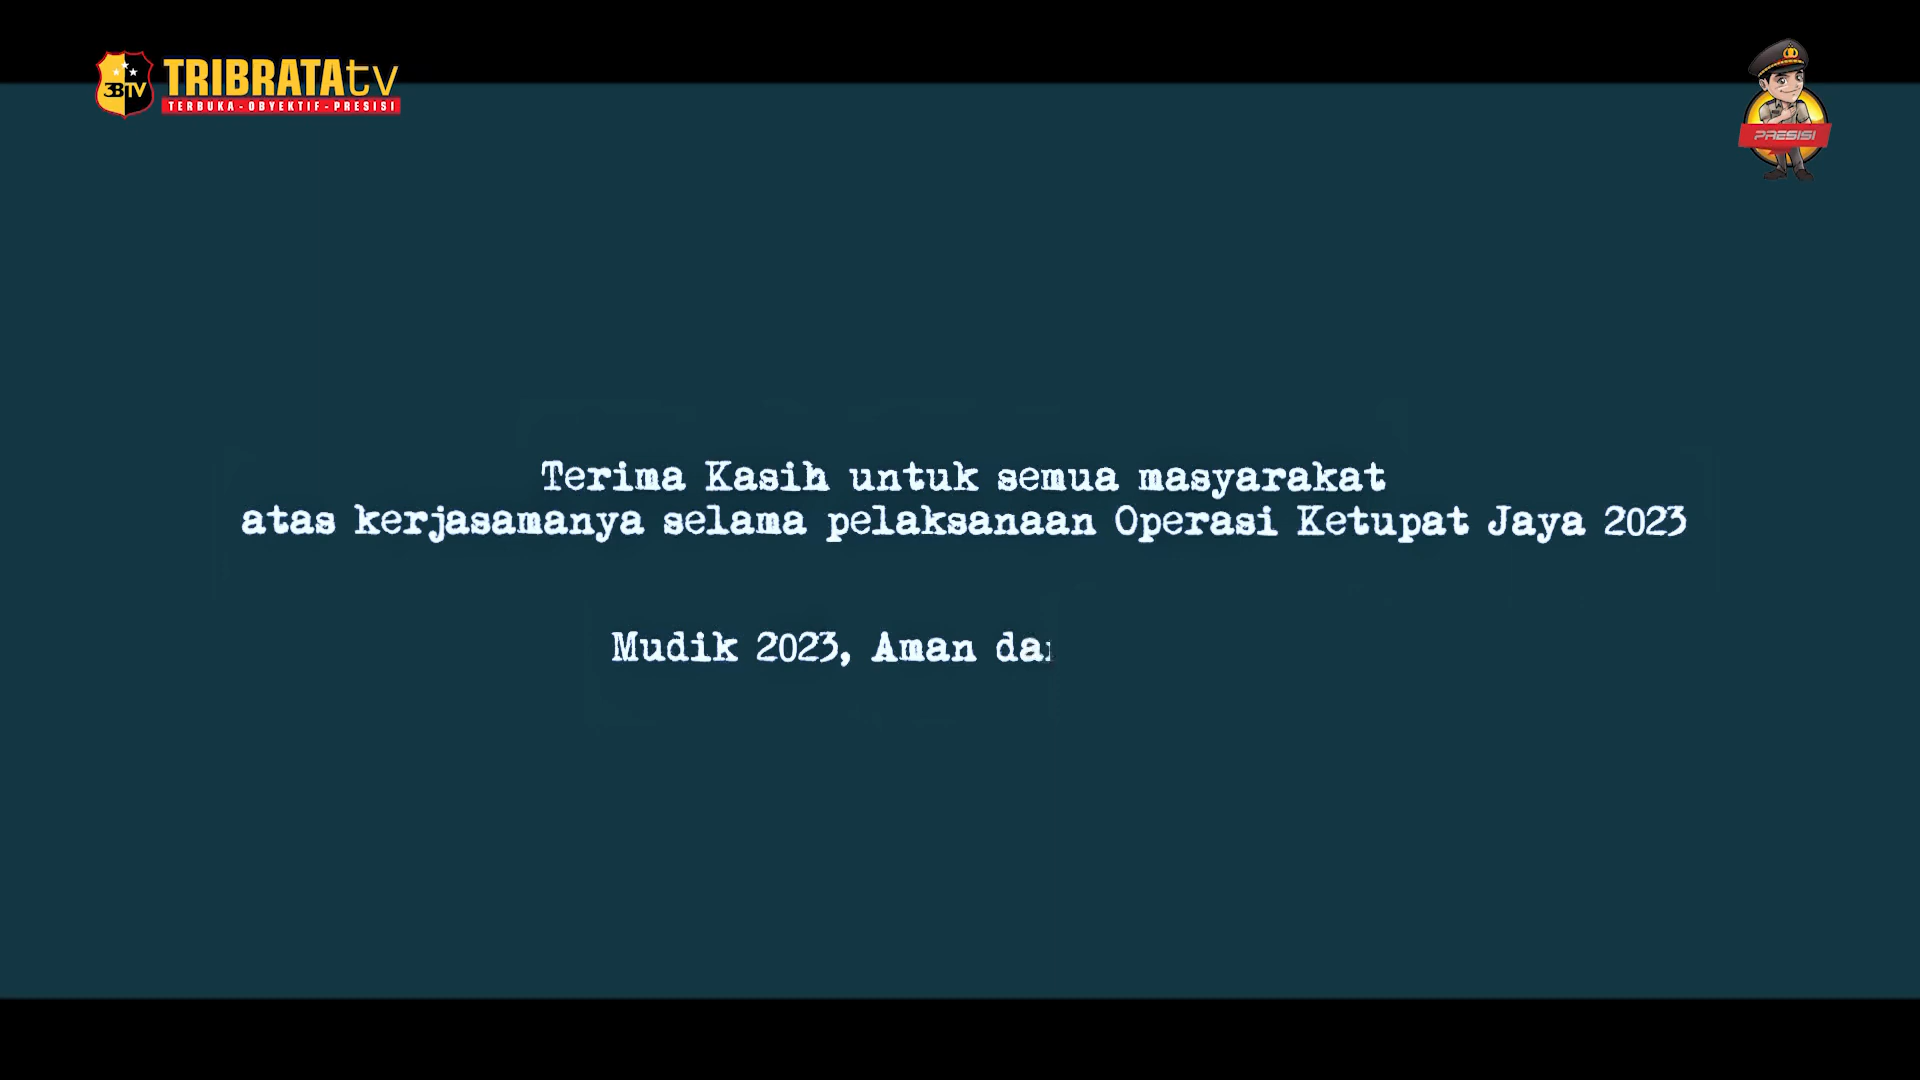 3BTV
TRIBRATAtv
TERBUKA - OBYEKTIF - PRESISI
PRESISI
Terima Kasih untuk semua masyarakat
atas kerjasamanya selama pelaksanaan Operasi Ketupat Jaya 2023
Mudik 2023, Aman